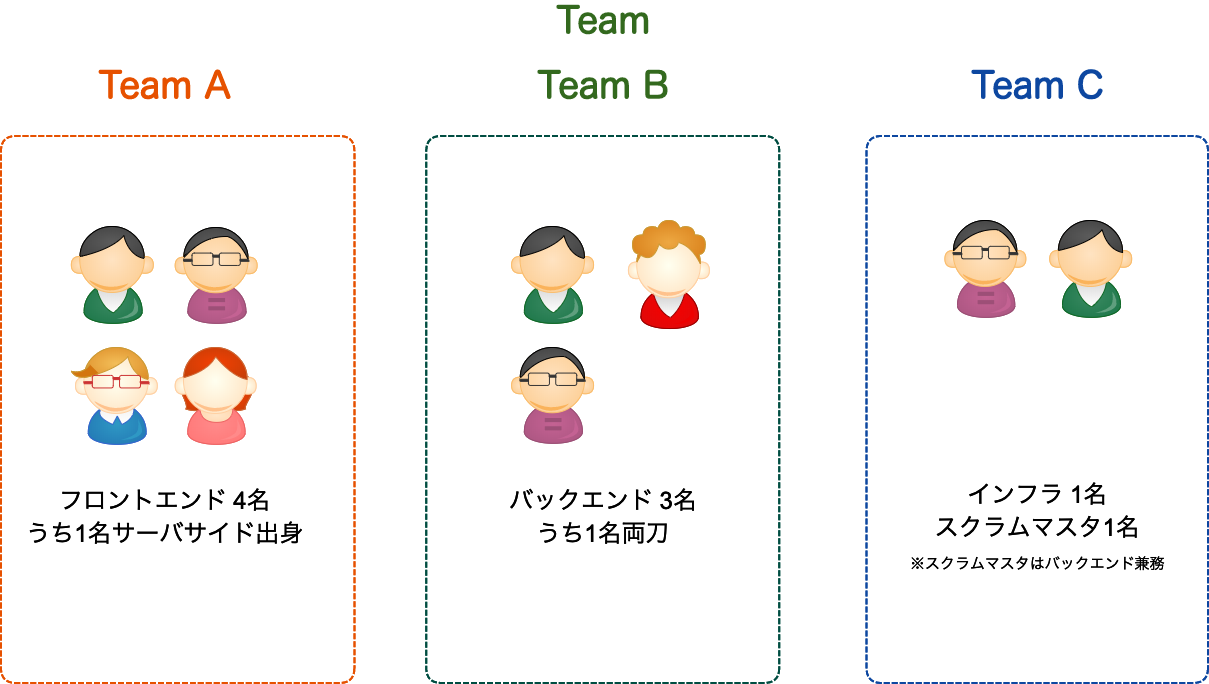 Team
Team A
Team B
Team C
フロントエンド 4名
うち1名サーバサイド出身
バックエンド 3名
うち1名両刀
インフラ 1名
スクラムマスタ1名
※スクラムマスタはバックエンド兼務